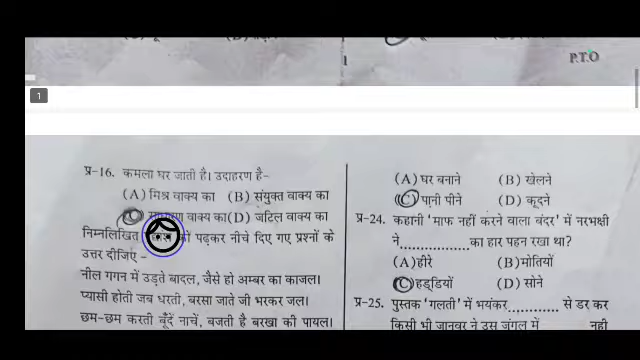 P.T.O
1
प्र-16. कमला घर जाती है। उदाहरण है-
(A) मिश्र वाक्य का (B) संयुक्त वाक्य का
वाक्य का (D) जटिल वाक्य का
निम्नलिखित को पढ़कर नीचे दिए गए प्रश्नों के
उत्तर दीजिए -
नील गगन में उड़ते बादल, जैसे हो अम्बर का काजल।
प्यासी होती जब धरती, बरसा जाते जी भरकर जल।
छम-छम करती बूँदें नाचें, बजती है बरखा की पायल।
(A) घर बनाने (B) खेलने
(C) पानी पीने (D) कूदने
प्र-24. कहानी 'माफ नहीं करने वाला बंदर' में नरभक्षी
ने................का हार पहन रखा था?
(A) हीरे (B) मोतियों
(C) हड्डियों (D) सोने
प्र-25. पुस्तक 'गलती' में भयंकर............ से डर कर
किसी भी जानवर ने उस जंगल में नहीं